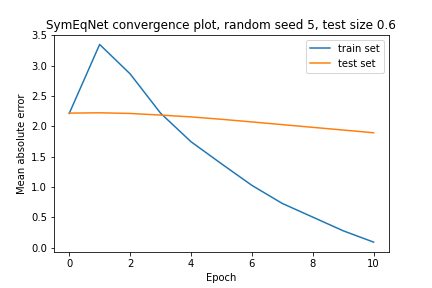 SymEqNet convergence plot, random seed 5, test size 0.6
3.5
3.0
2.5
2.0
1.5
1.0
0.5
0.0
Mean absolute error
train set
test set
0 2 4 6 8 10
Epoch